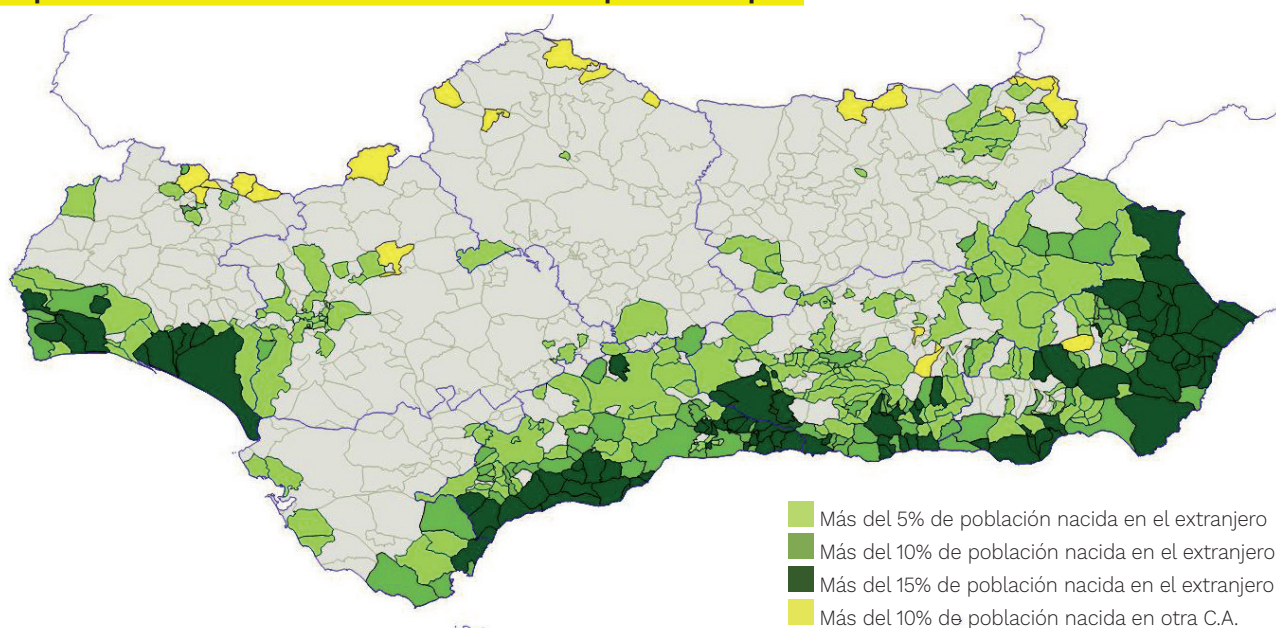 Más del 5% de población nacida en el extranjero
Más del 10% de población nacida en el extranjero
Más del 15% de población nacida en el extranjero
Más del 10% de población nacida en otra C.A.